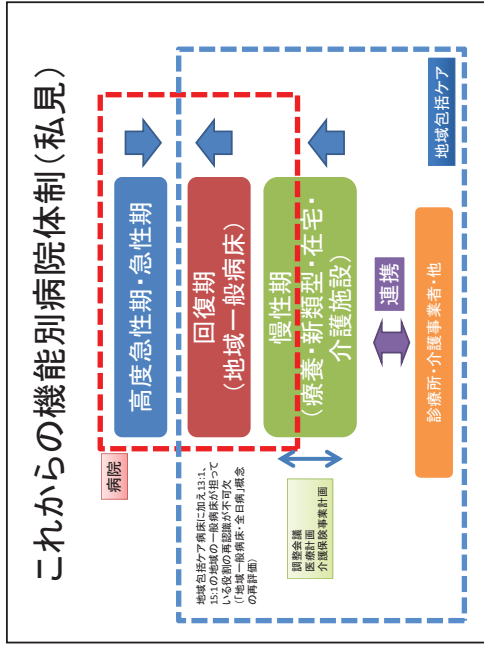 これからの機能別病院体制(私見)
病院
高度急性期・急性期
回復期
(地域一般病床)
慢性期
(療養・新類型・在宅・
介護施設)
地域包括ケア病床に加え13:1、
15:1の地域の一般病床が担って
いる役割の再認識が不可欠
(「地域一般病床・全日病」概念
の再評価)
調整会議
医療計画
介護保険事業計画
連携
診療所・介護事業者・他
地域包括ケア